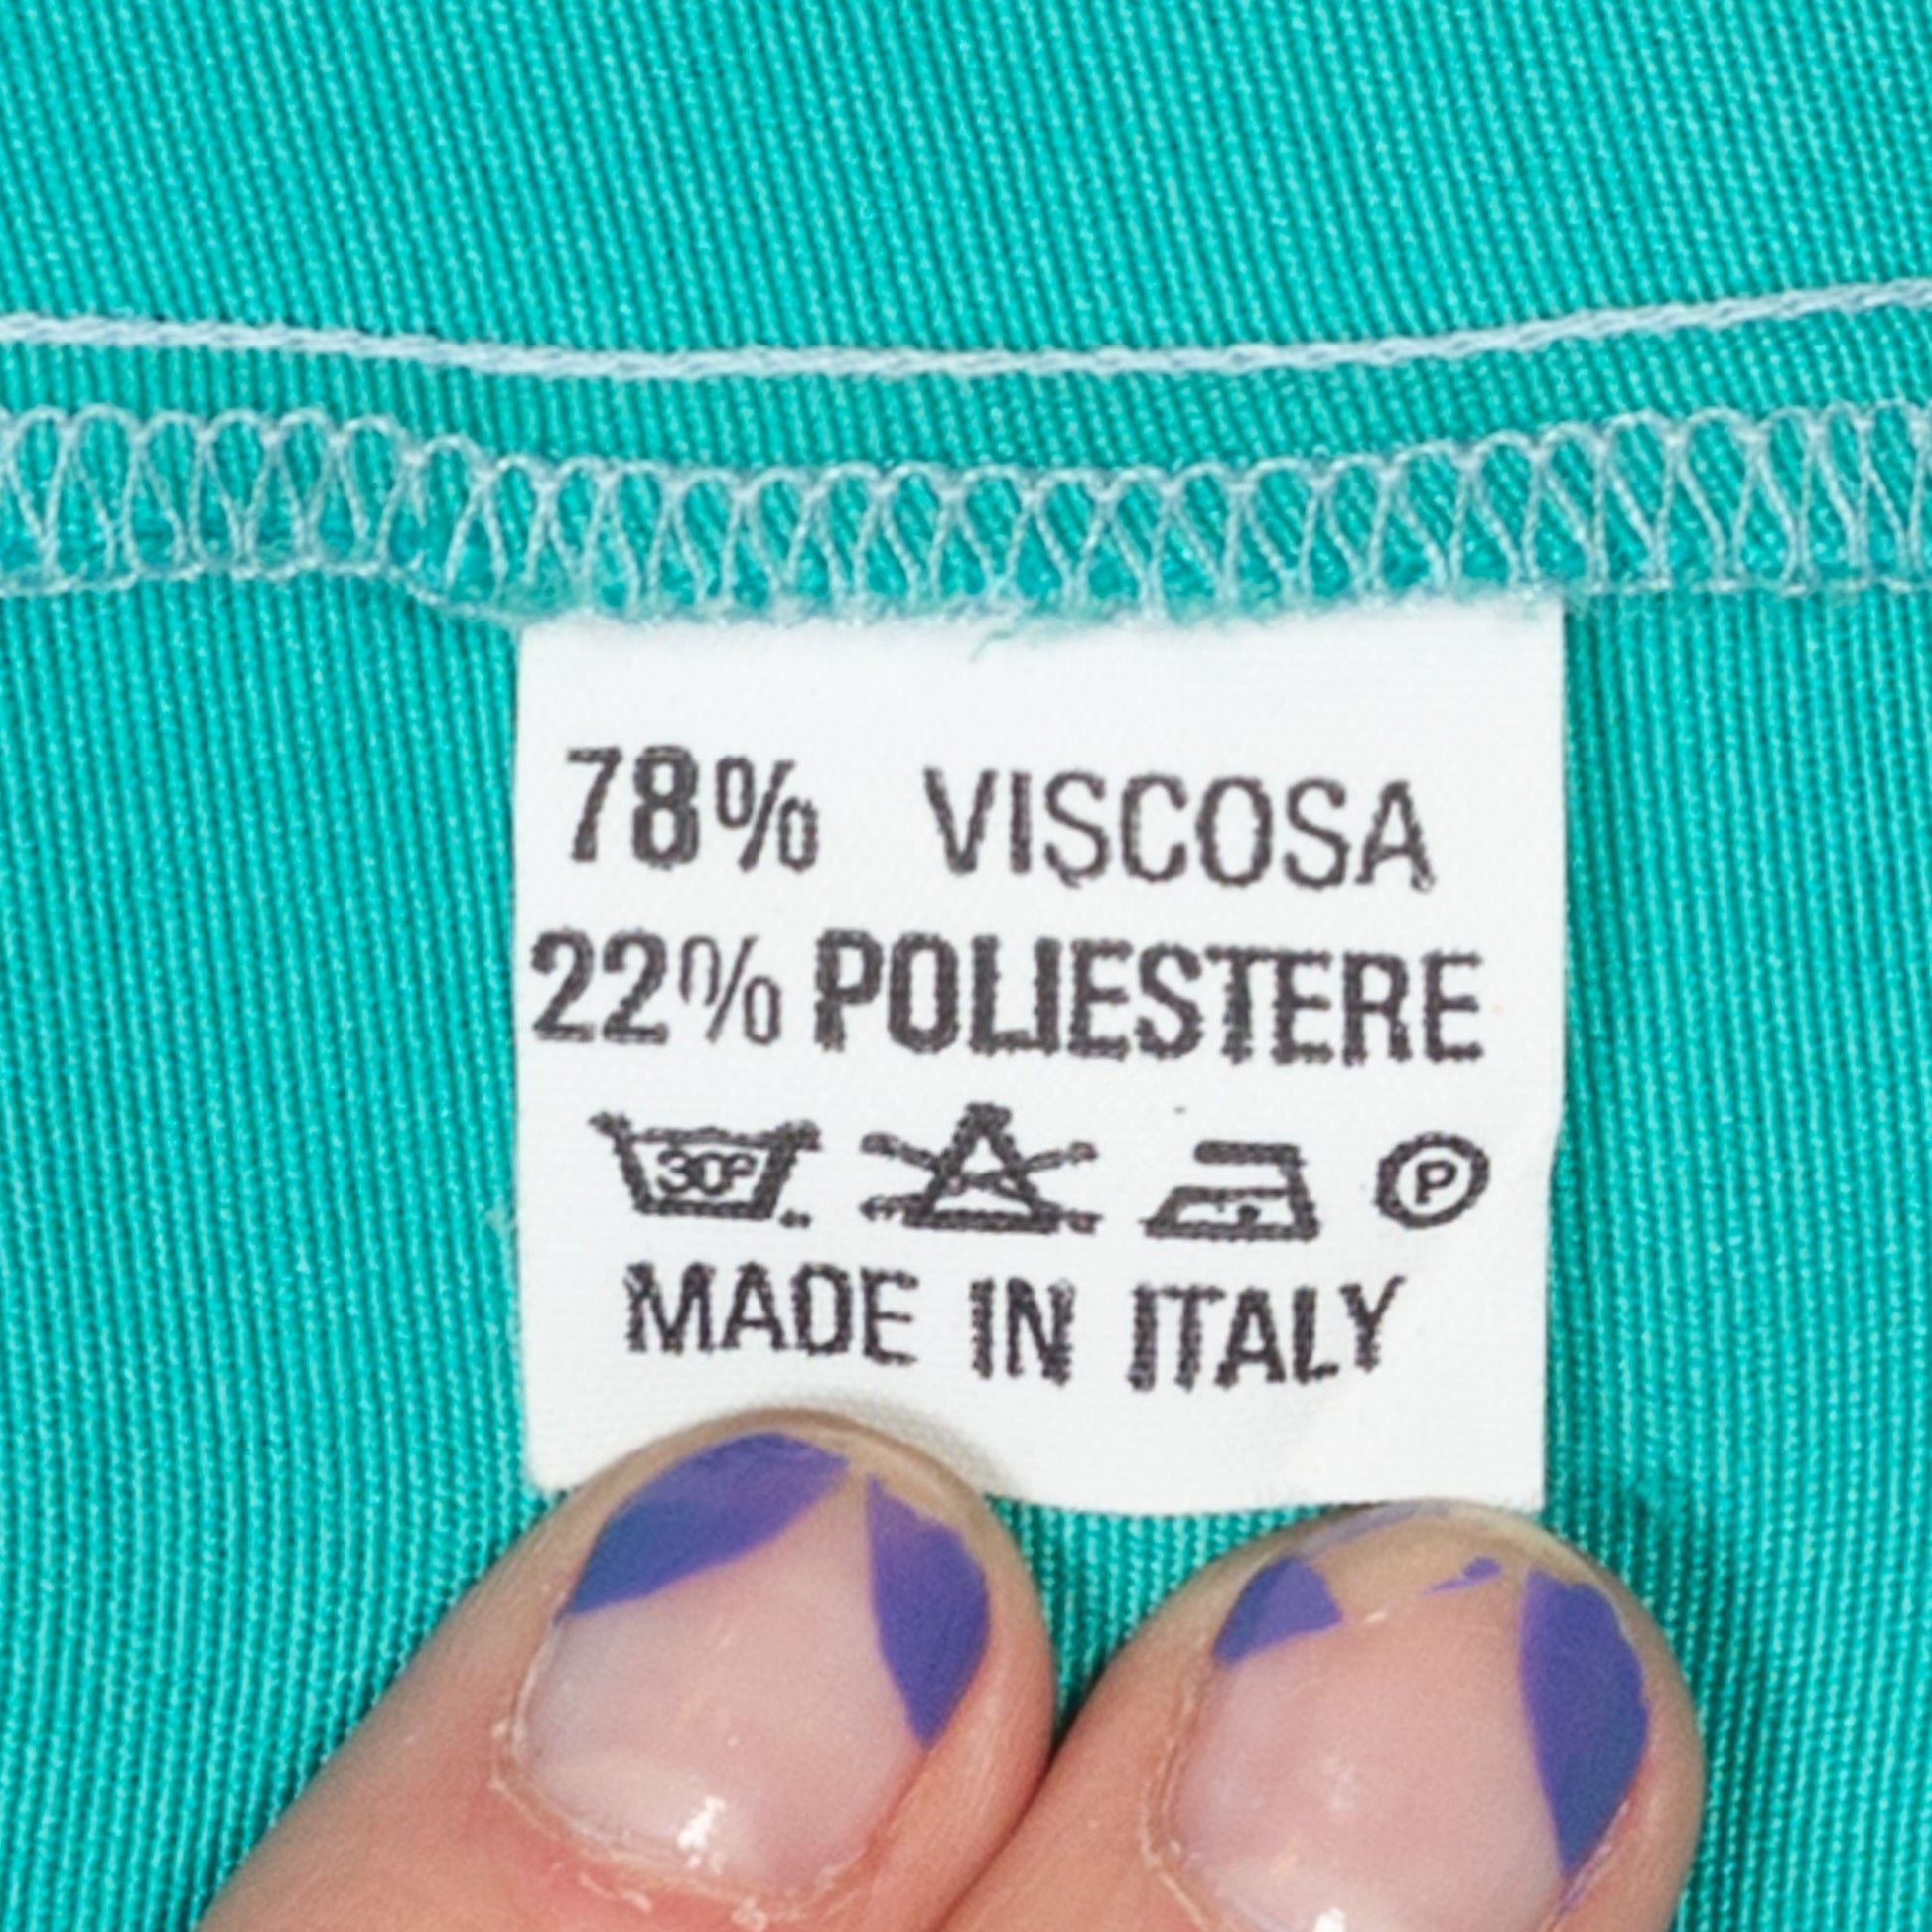 78% VISCOSA
22% POLIESTERE
30° P
MADE IN ITALY